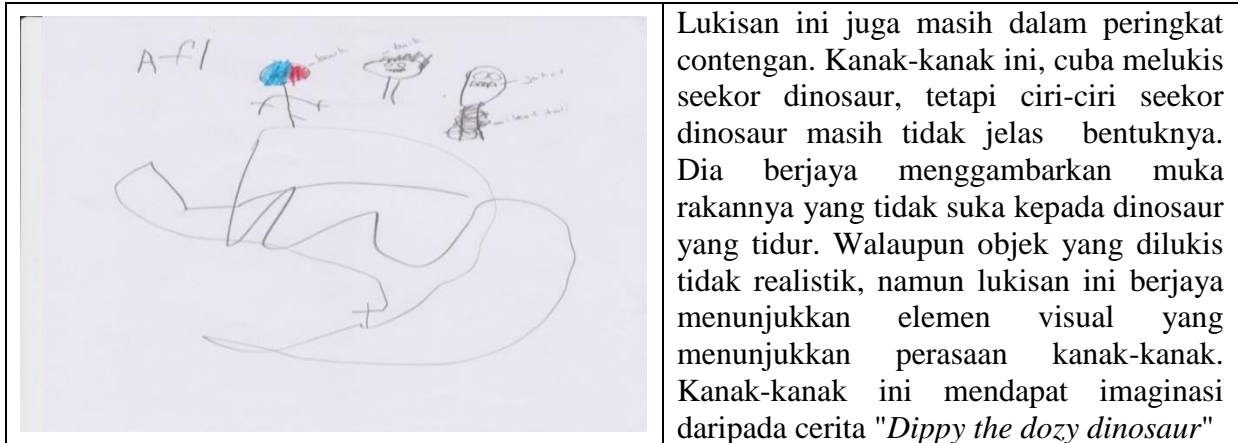 Afl
baik
baik
jahat
Lukisan ini juga masih dalam peringkat
contengan. Kanak-kanak ini, cuba melukis
seekor dinosaur, tetapi ciri-ciri seekor
dinosaur masih tidak jelas bentuknya.
Dia berjaya menggambarkan muka
rakannya yang tidak suka kepada dinosaur
yang tidur. Walaupun objek yang dilukis
tidak realistik, namun lukisan ini berjaya
menunjukkan elemen visual yang
menunjukkan perasaan kanak-kanak.
Kanak-kanak ini mendapat imaginasi
daripada cerita "Dippy the dozy dinosaur"